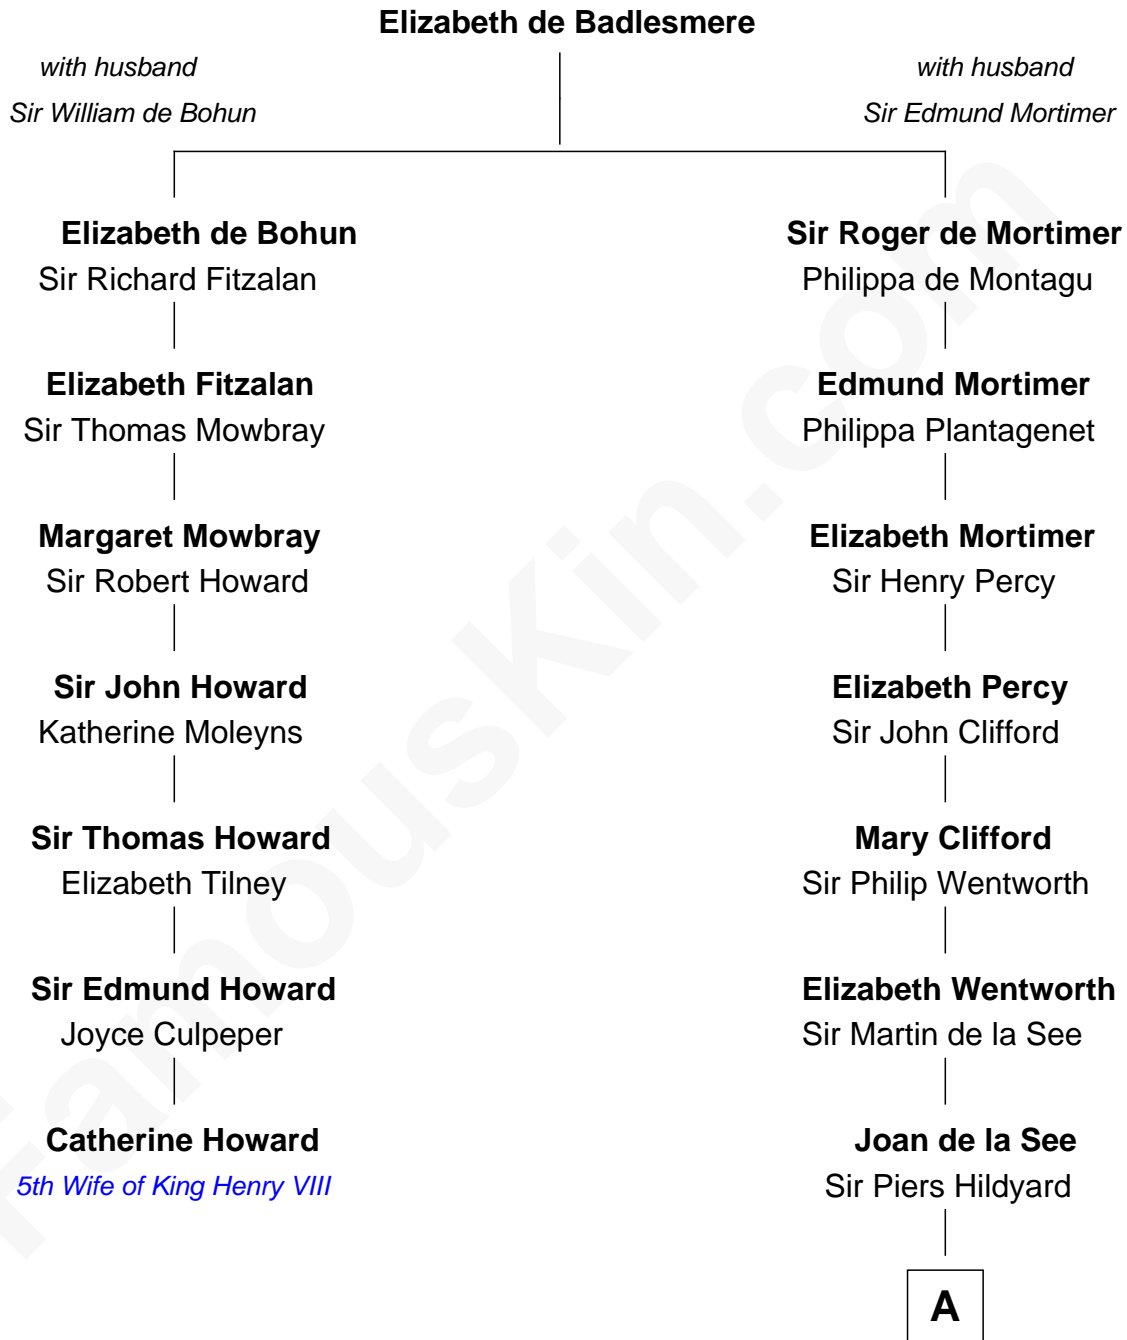 Elizabeth de Badlesmere
with husband
Sir William de Bohun
with husband
Sir Edmund Mortimer
Elizabeth de Bohun
Sir Richard Fitzalan
Sir Roger de Mortimer
Philippa de Montagu
Elizabeth Fitzalan
Sir Thomas Mowbray
Edmund Mortimer
Philippa Plantagenet
Margaret Mowbray
Sir Robert Howard
Elizabeth Mortimer
Sir Henry Percy
Sir John Howard
Katherine Moleyns
Elizabeth Percy
Sir John Clifford
Sir Thomas Howard
Elizabeth Tilney
Mary Clifford
Sir Philip Wentworth
Sir Edmund Howard
Joyce Culpeper
Elizabeth Wentworth
Sir Martin de la See
Catherine Howard
5th Wife of King Henry VIII
Joan de la See
Sir Piers Hildyard
A
FamousKin.com